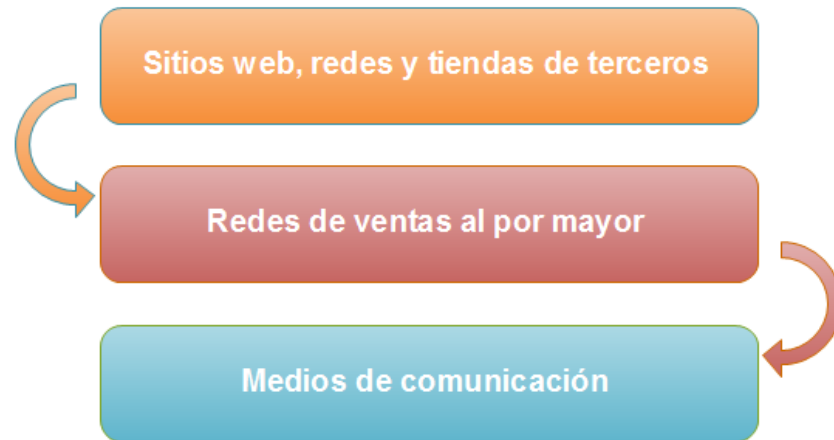 Sitios web, redes y tiendas de terceros
Redes de ventas al por mayor
Medios de comunicación